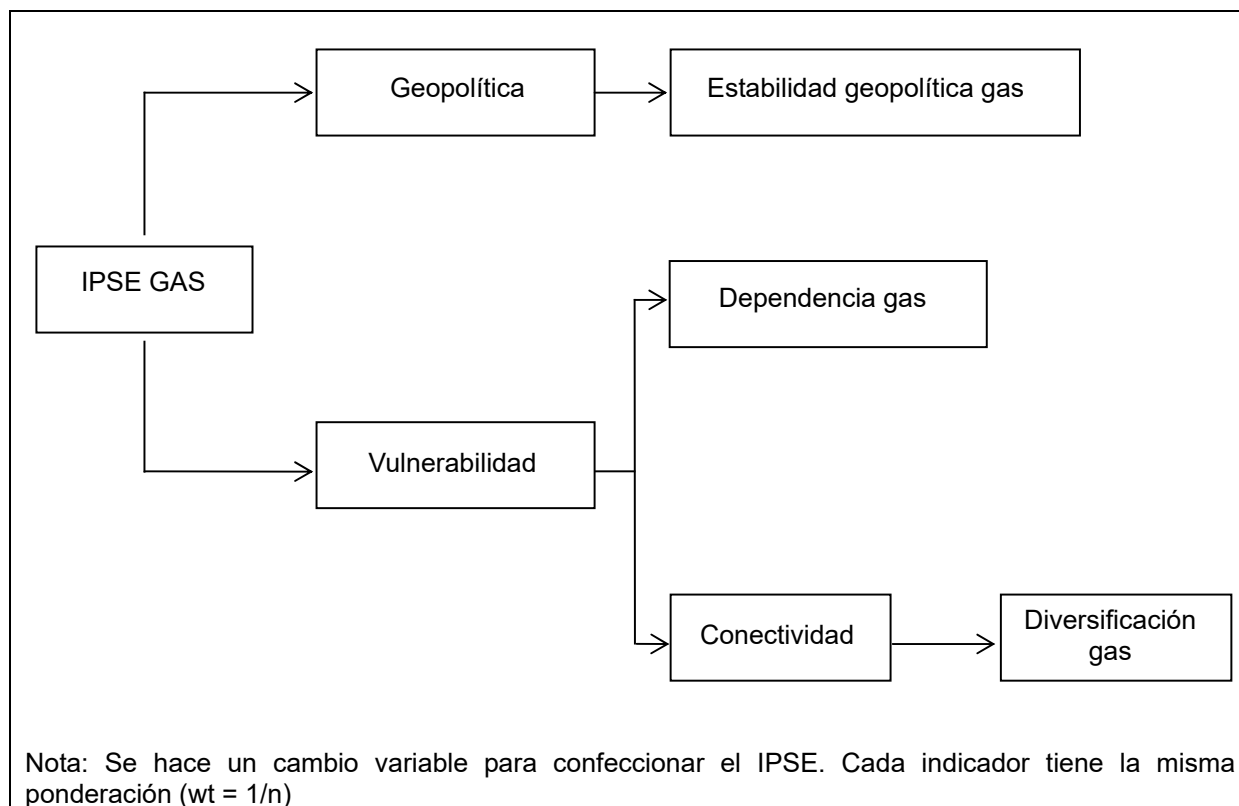 Geopolítica
Estabilidad geopolítica gas
IPSE GAS
Dependencia gas
Vulnerabilidad
Conectividad
Diversificación
gas
Nota: Se hace un cambio variable para confeccionar el IPSE. Cada indicador tiene la misma
ponderación (wt = 1/n)